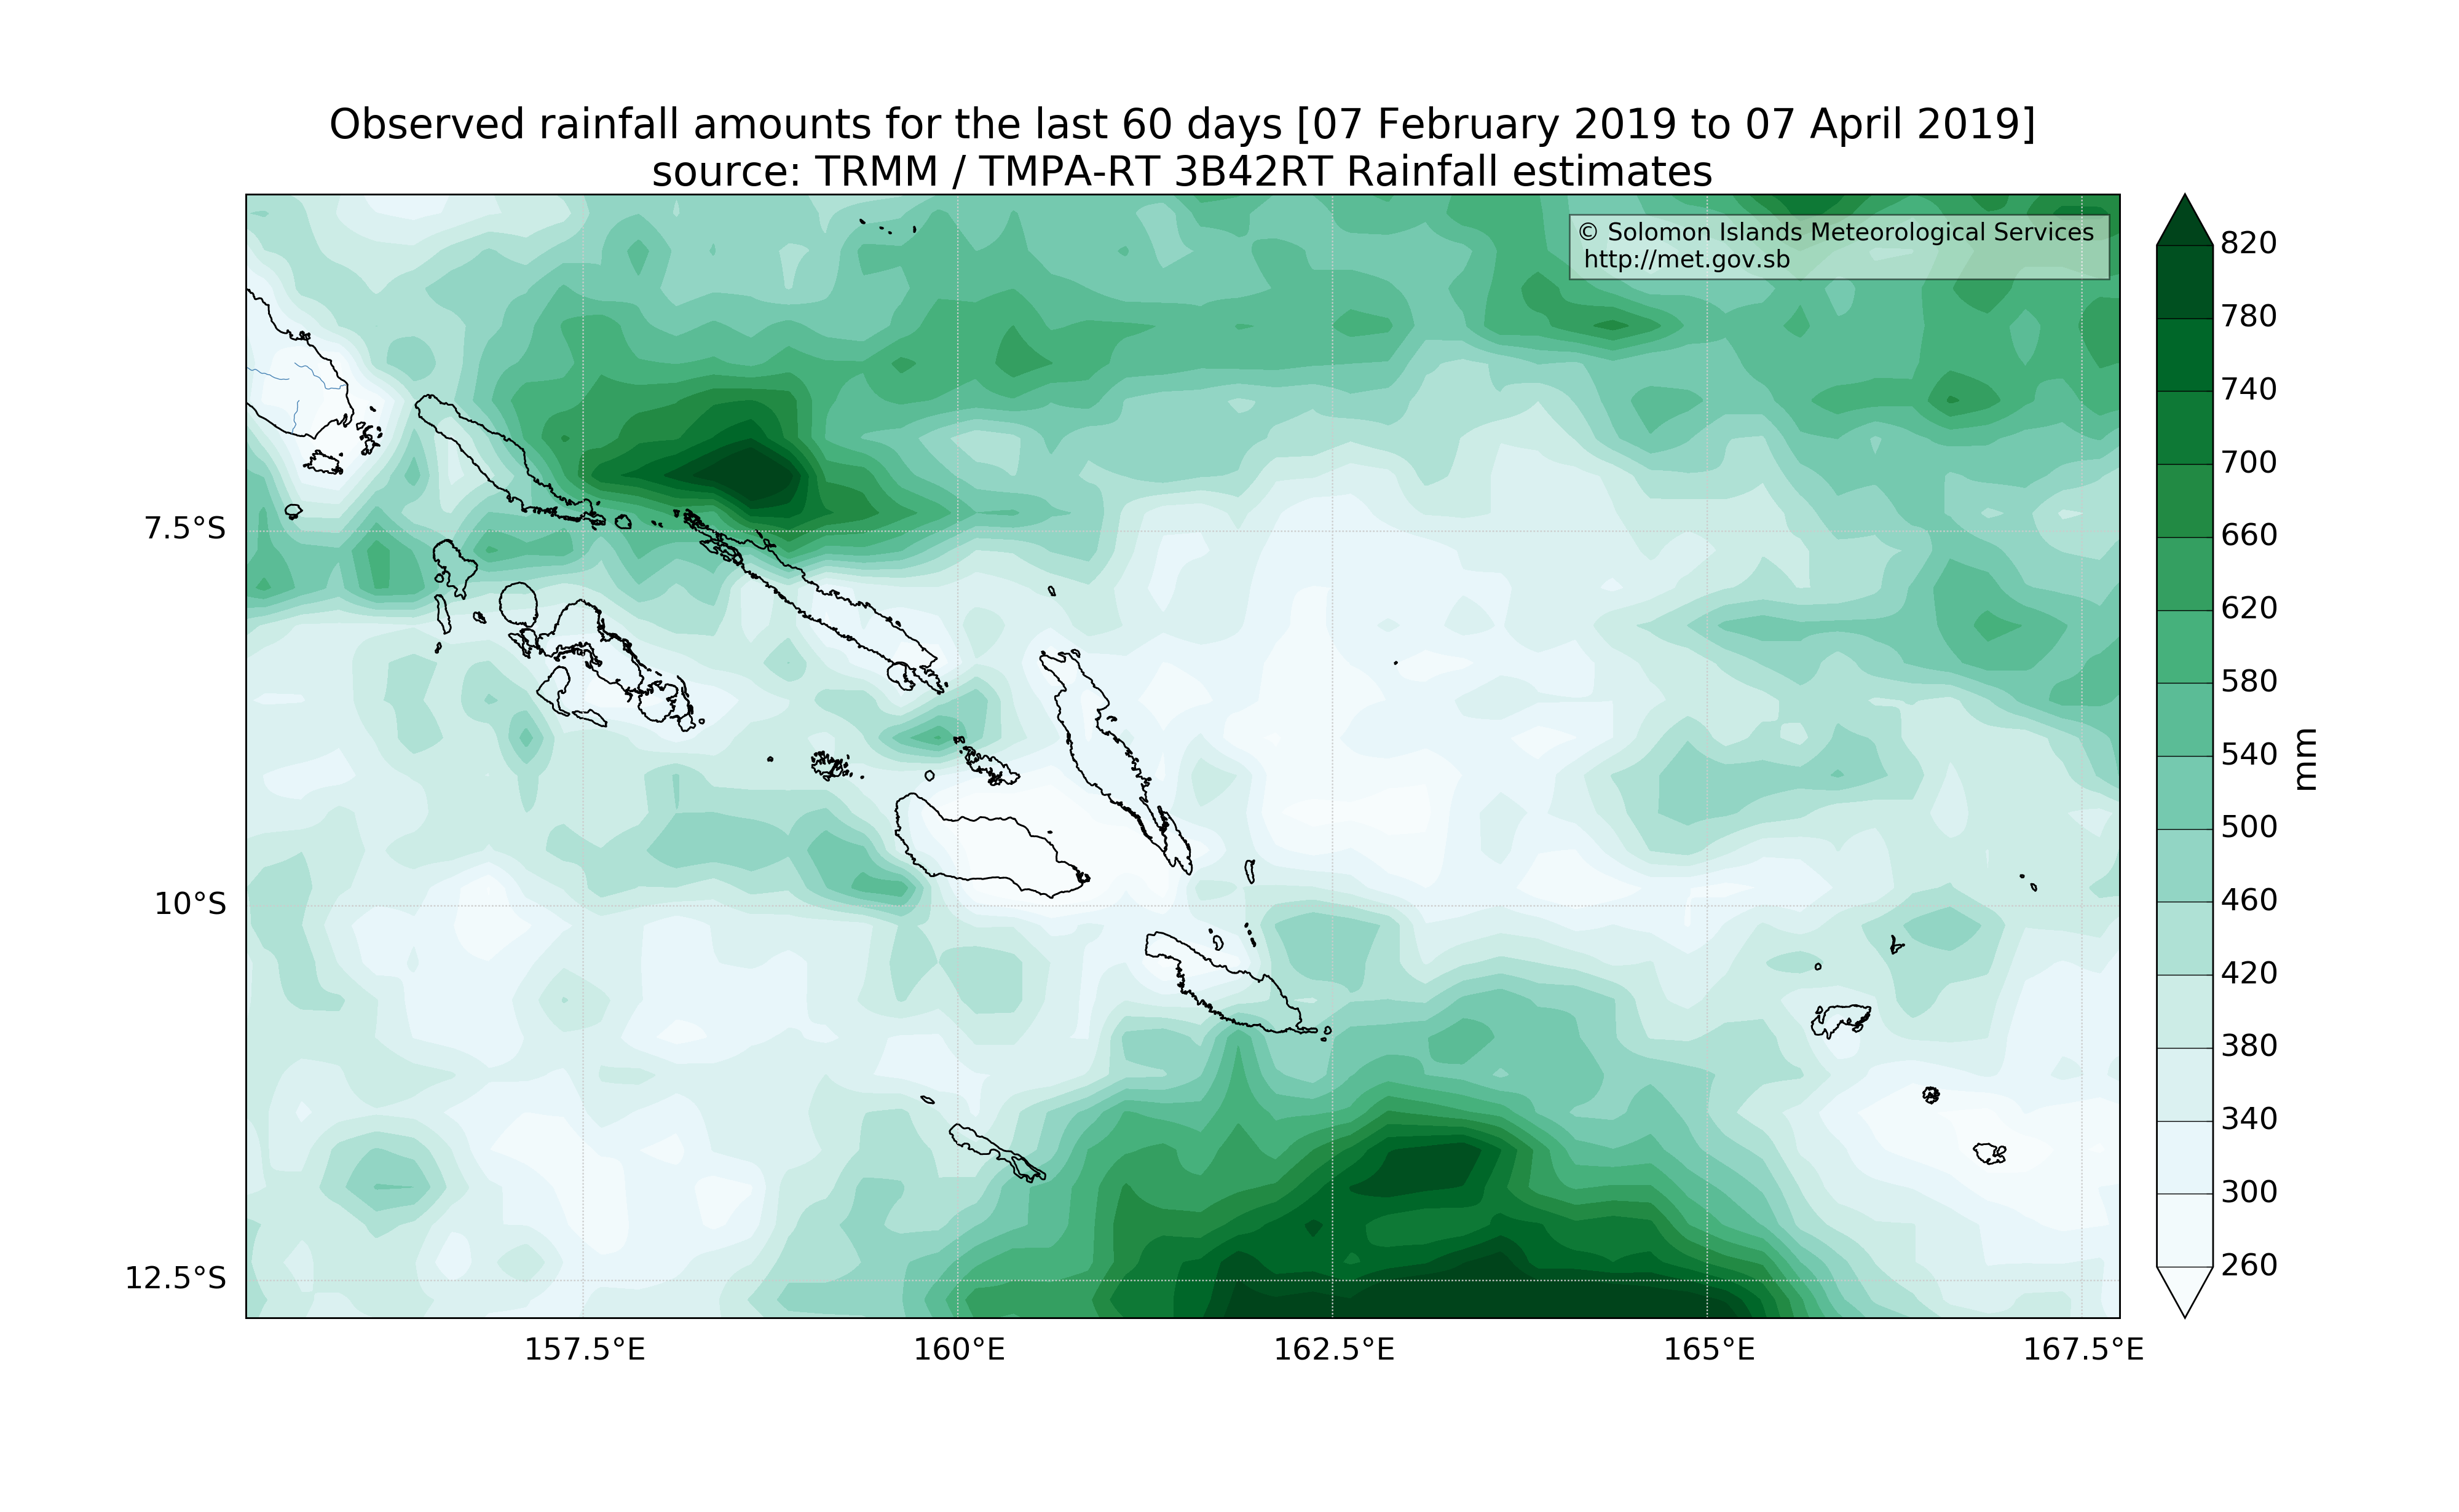 Observed rainfall amounts for the last 60 days [07 February 2019 to 07 April 2019]
source: TRMM / TMPA-RT 3B42RT Rainfall estimates
© Solomon Islands Meteorological Services
http://met.gov.sb
820
780
740
700
660
620
580
540
500
460
420
380
340
300
260
mm
7.5°S
10°S
12.5°S
157.5°E
160°E
162.5°E
165°E
167.5°E